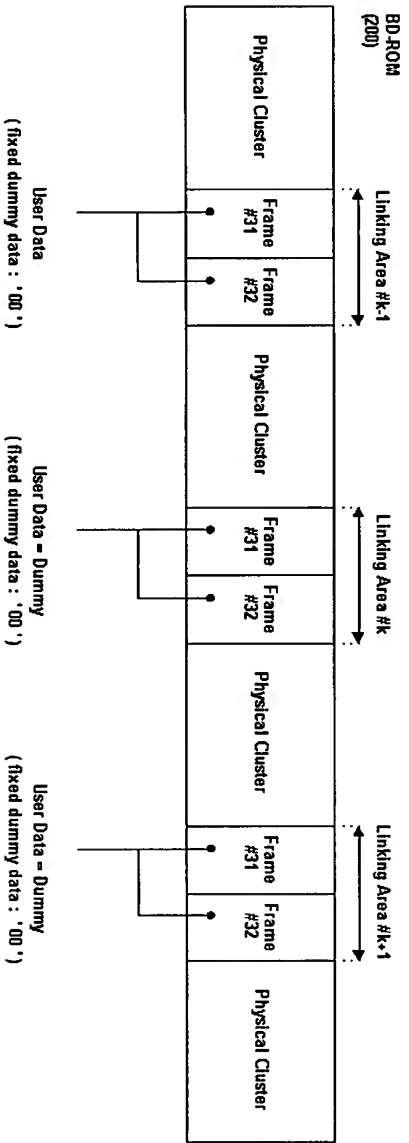 BD-ROM
(200)
Linking Area #k-1
Linking Area #k
Linking Area #k+1
Physical Cluster
Frame
#31
Frame
#32
Physical Cluster
Frame
#31
Frame
#32
Physical Cluster
Frame
#31
Frame
#32
Physical Cluster
User Data
(fixed dummy data : '00')
User Data = Dummy
(fixed dummy data : '00')
User Data = Dummy
(fixed dummy data : '00')